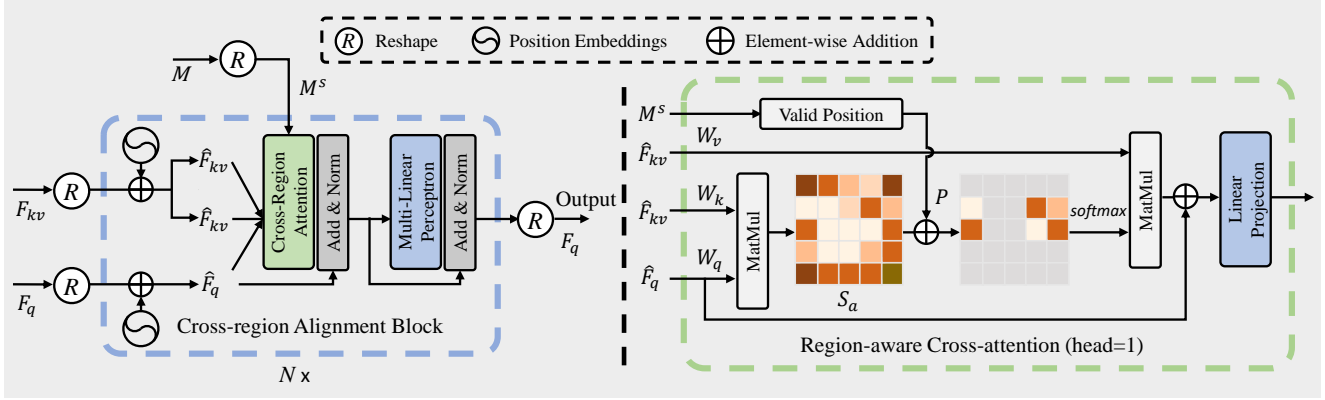 R Reshape
Position Embeddings
Element-wise Addition
M
R
M^s
F̂_kv
F̂_kv
F_kv
R
F_q
R
F̂_q
Cross-Region
Attention
Add & Norm
Multi-Linear
Perceptron
Add & Norm
R
Output
F_q
Cross-region Alignment Block
N x
M^s
Valid Position
W_v
F̂_kv
W_k
F̂_kv
W_q
F̂_q
MatMul
S_a
P
softmax
MatMul
Linear
Projection
Region-aware Cross-attention (head=1)